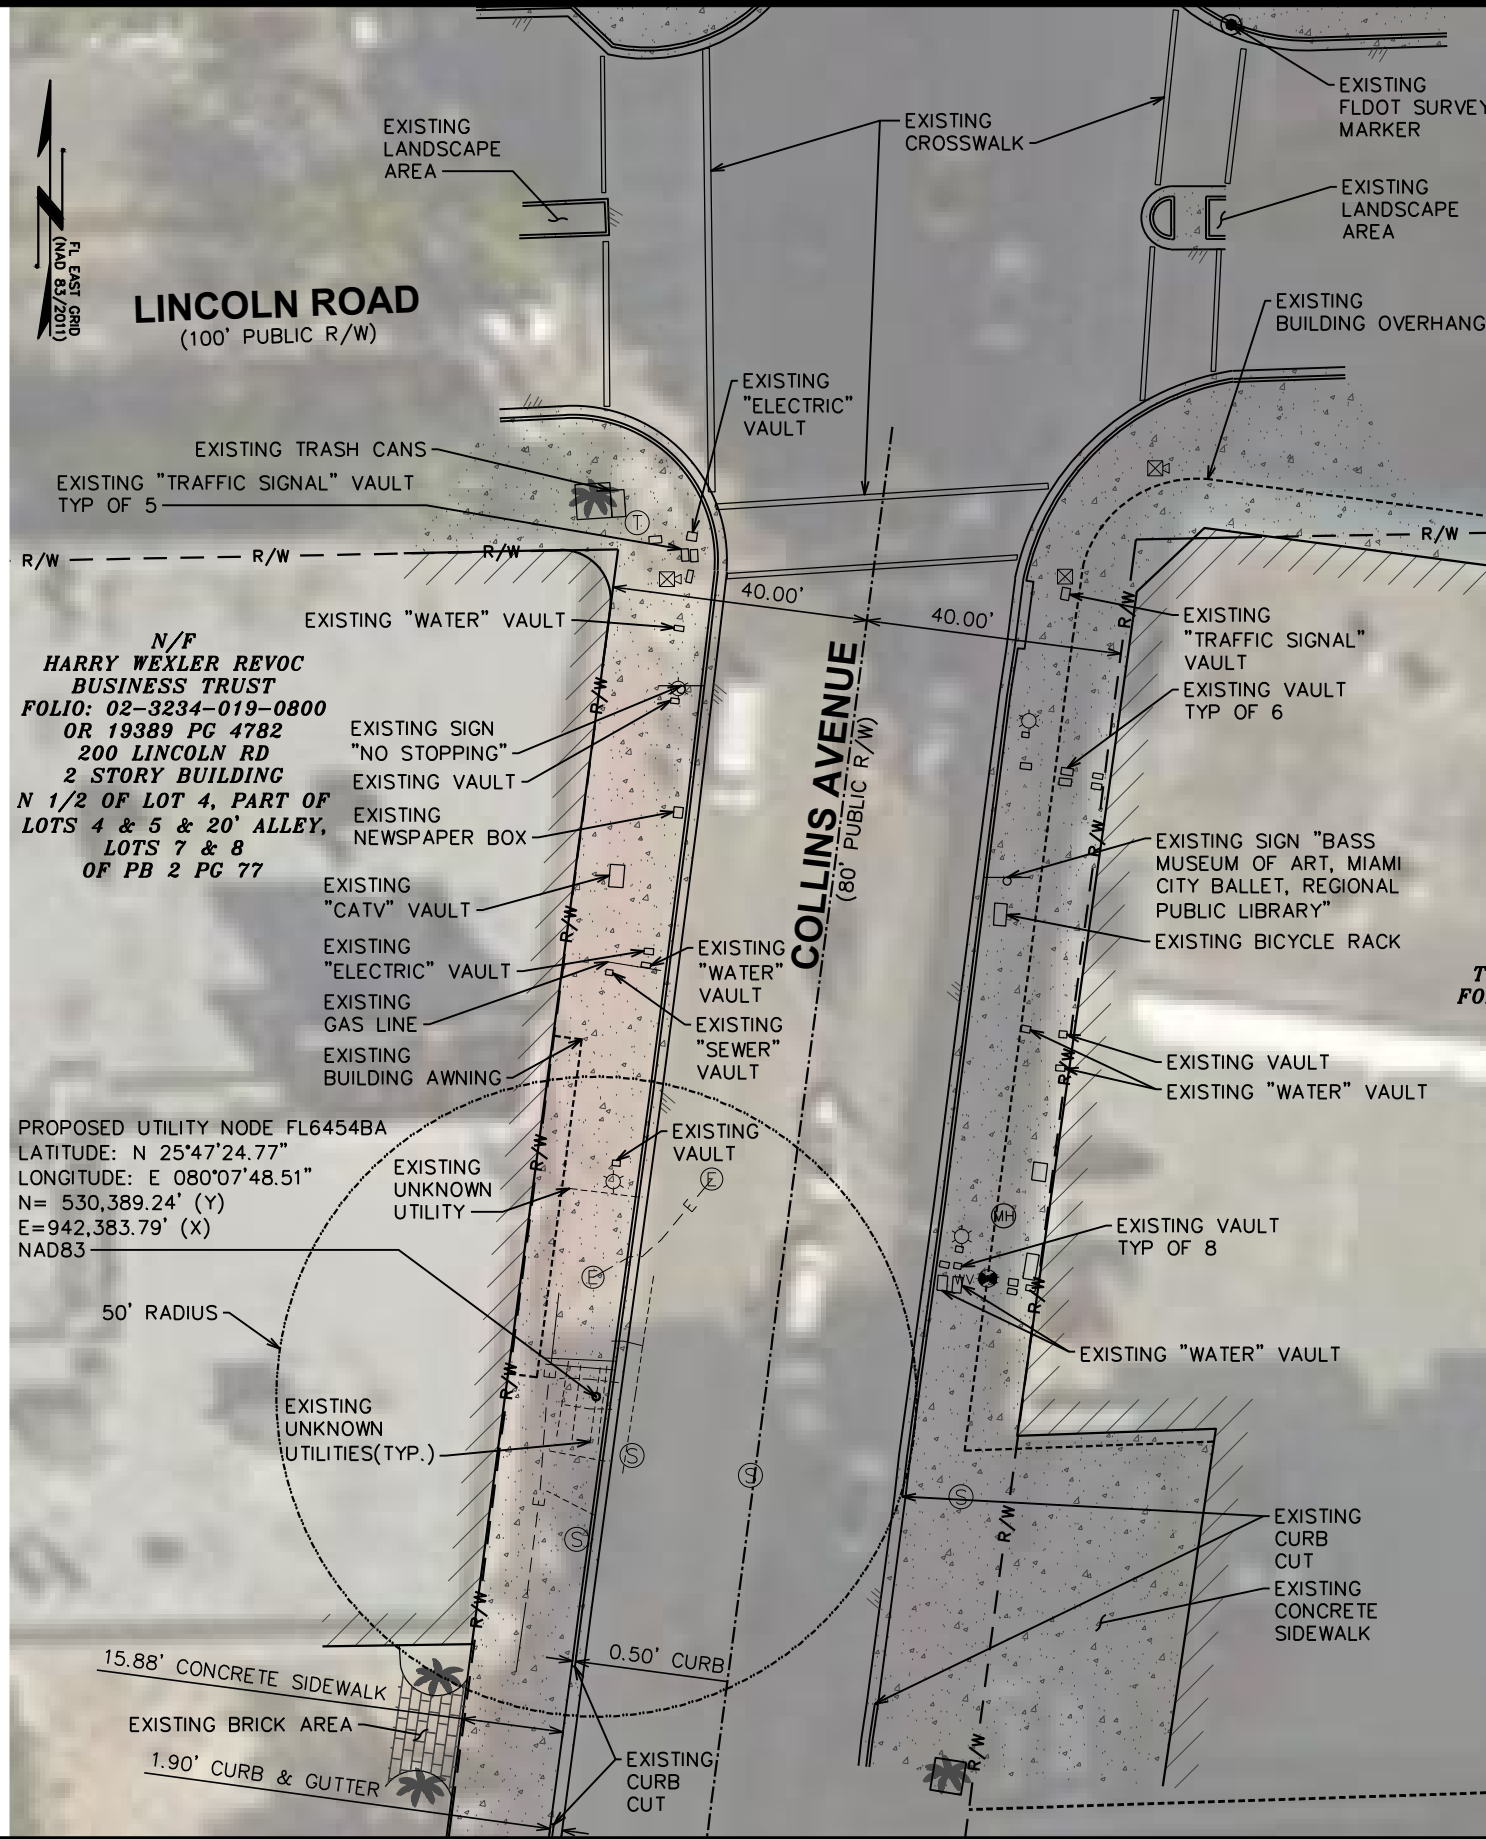 EXISTING
FLDOT SURVEY
MARKER
EXISTING
LANDSCAPE
AREA
EXISTING
CROSSWALK
EXISTING
LANDSCAPE
AREA
FL EAST GRID
(NAD 83/2011)
LINCOLN ROAD
(100' PUBLIC R/W)
EXISTING
BUILDING OVERHANG
EXISTING
"ELECTRIC"
VAULT
EXISTING TRASH CANS
EXISTING "TRAFFIC SIGNAL" VAULT
TYP OF 5
T
R/W
R/W
R/W
R/W
40.00'
40.00'
EXISTING "WATER" VAULT
R/W
EXISTING
"TRAFFIC SIGNAL"
VAULT
N/F
HARRY WEXLER REVOC
BUSINESS TRUST
FOLIO: 02-3234-019-0800
OR 19389 PG 4782
200 LINCOLN RD
2 STORY BUILDING
N 1/2 OF LOT 4, PART OF
LOTS 4 & 5 & 20' ALLEY,
LOTS 7 & 8
OF PB 2 PG 77
R/W
EXISTING VAULT
TYP OF 6
EXISTING SIGN
"NO STOPPING"
EXISTING VAULT
EXISTING
NEWSPAPER BOX
COLLINS AVENUE
(80' PUBLIC R/W)
R/W
EXISTING SIGN "BASS
MUSEUM OF ART, MIAMI
CITY BALLET, REGIONAL
PUBLIC LIBRARY"
EXISTING BICYCLE RACK
EXISTING
"CATV" VAULT
R/W
EXISTING
"ELECTRIC" VAULT
EXISTING
"WATER"
VAULT
EXISTING
GAS LINE
EXISTING
"SEWER"
VAULT
EXISTING
BUILDING AWNING
R/W
EXISTING VAULT
EXISTING "WATER" VAULT
PROPOSED UTILITY NODE FL6454BA
LATITUDE: N 25°47'24.77"
LONGITUDE: E 080°07'48.51"
N= 530,389.24' (Y)
E=942,383.79' (X)
NAD83
R/W
EXISTING
VAULT
EXISTING
UNKNOWN
UTILITY
E
E
E
MH
EXISTING VAULT
TYP OF 8
WV
R/W
50' RADIUS
EXISTING "WATER" VAULT
E
R/W
EXISTING
UNKNOWN
UTILITIES(TYP.)
S
S
S
S
E
R/W
EXISTING
CURB
CUT
EXISTING
CONCRETE
SIDEWALK
R/W
15.88' CONCRETE SIDEWALK
0.50' CURB
EXISTING BRICK AREA
1.90' CURB & GUTTER
EXISTING
CURB
CUT
R/W